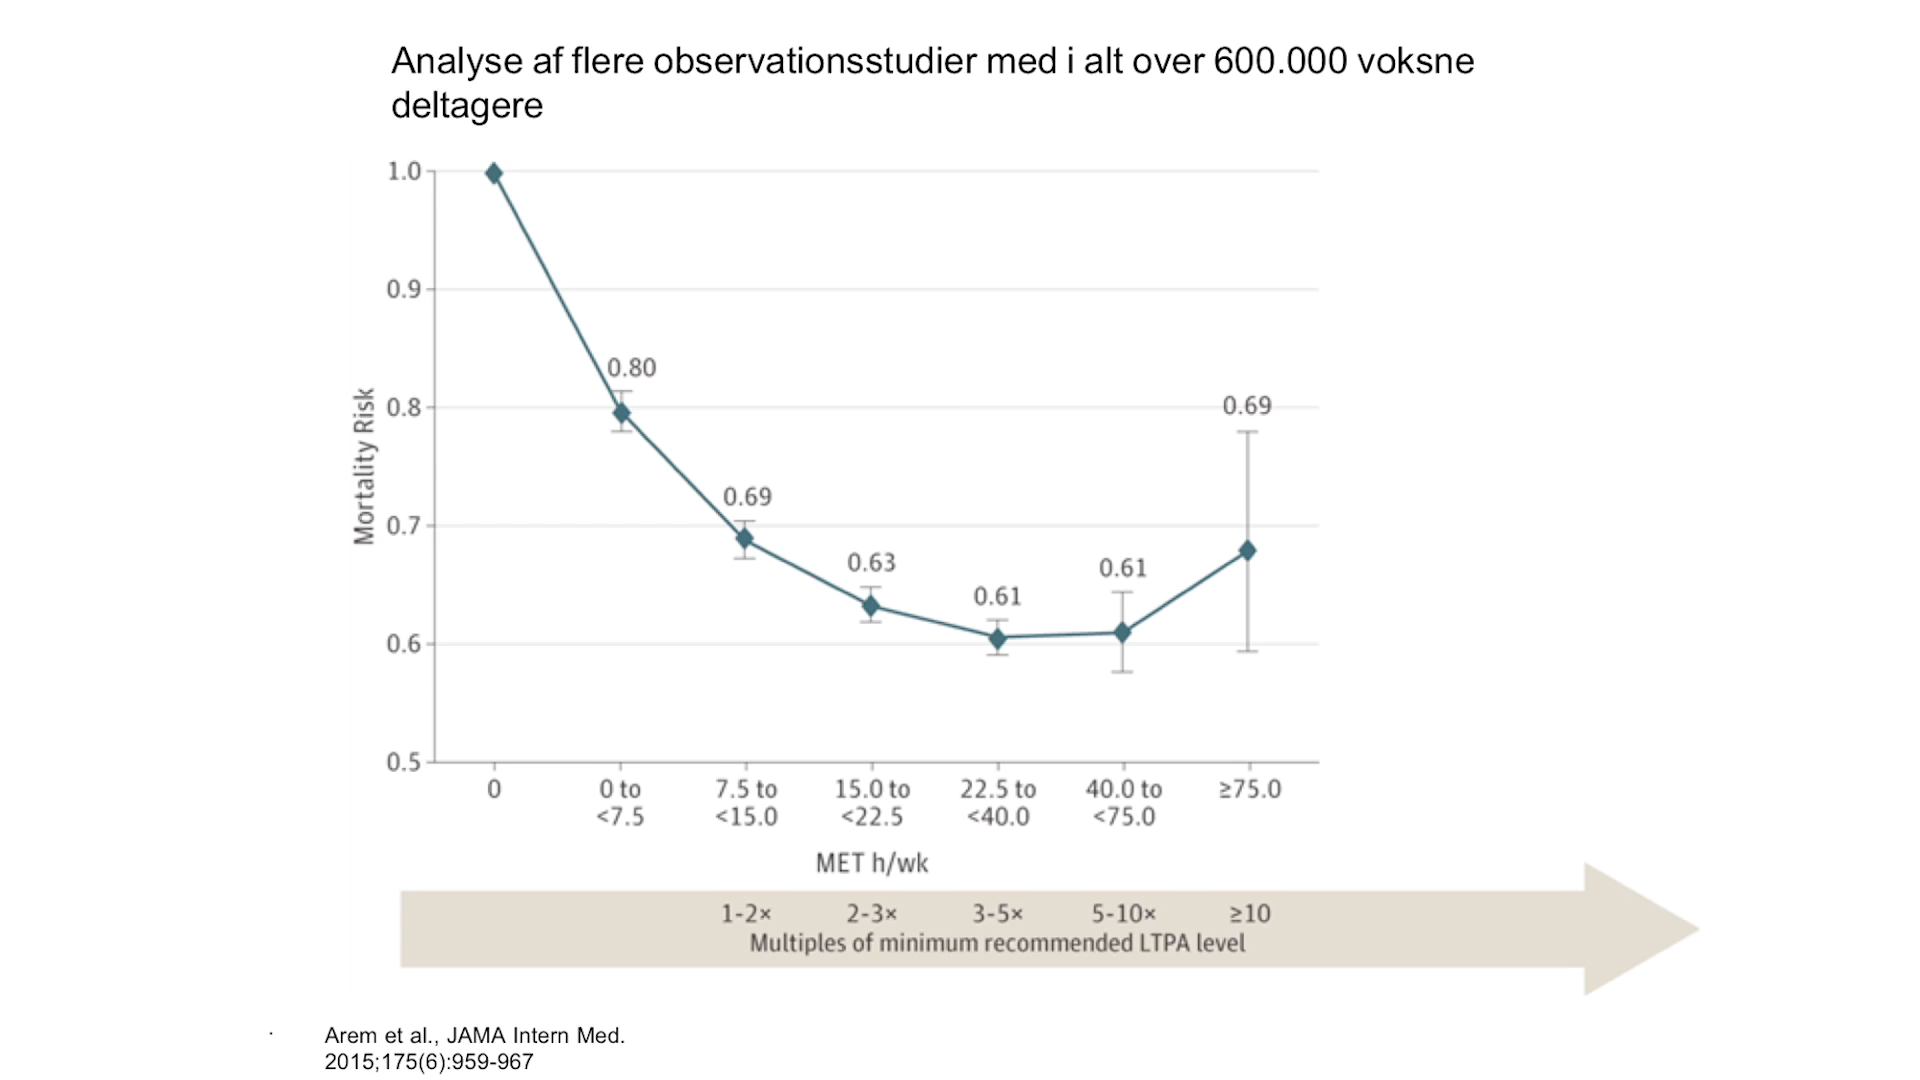 Analyse af flere observationsstudier med i alt over 600.000 voksne
deltagere
1.0
0.9
0.8
0.7
0.6
0.5
Mortality Risk
0.80
0.69
0.63
0.61
0.61
0.69
0
0 to
<7.5
7.5 to
<15.0
15.0 to
<22.5
22.5 to
<40.0
40.0 to
<75.0
≥75.0
MET h/wk
1-2× 2-3× 3-5× 5-10× ≥10
Multiples of minimum recommended LTPA level
· Arem et al., JAMA Intern Med.
2015;175(6):959-967